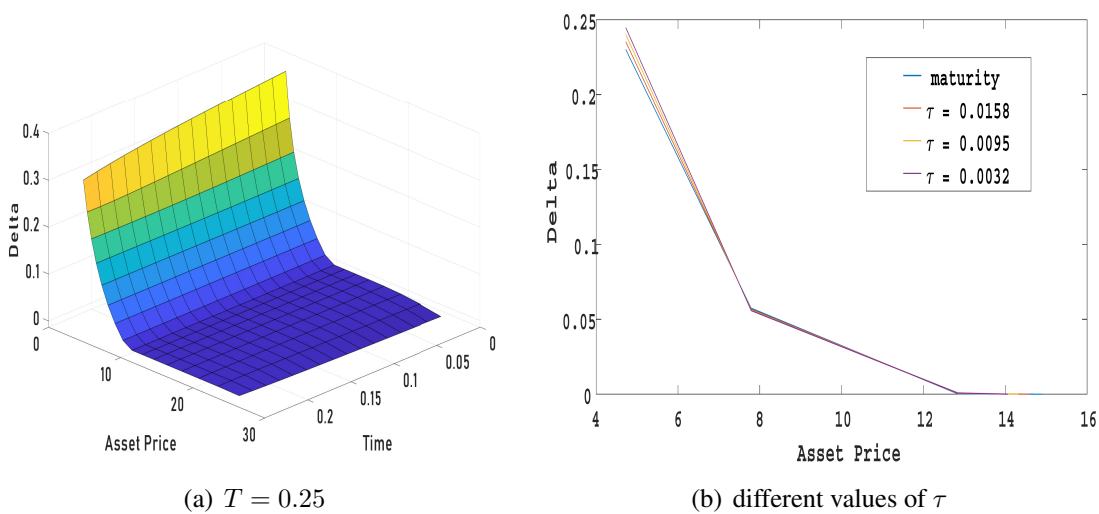 0.4
0.3
0.2
0.1
0
Delta
0
10
20
30
Asset Price
0.2
0.15
0.1
0.05
0
Time
(a) T = 0.25
0.25
0.2
0.15
0.1
0.05
0
Delta
4 6 8 10 12 14 16
Asset Price
maturity
τ = 0.0158
τ = 0.0095
τ = 0.0032
(b) different values of τ